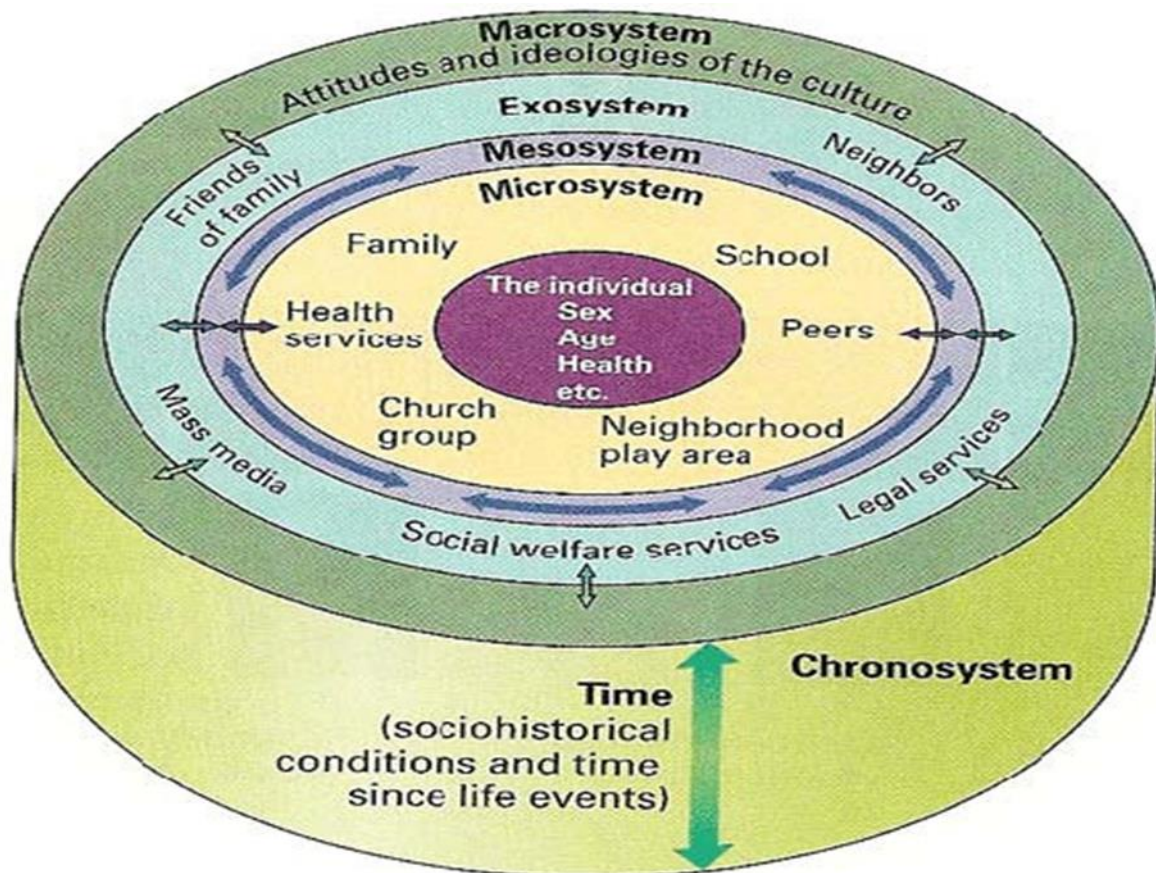 Macrosystem
Attitudes and ideologies of the culture
Exosystem
Mesosystem
Microsystem
Friends
of family
Neighbors
Family
School
The individual
Sex
Age
Health
etc.
Health
services
Peers
Church
group
Neighborhood
play area
Mass media
Legal services
Social welfare services
Chronosystem
Time
(sociohistorical
conditions and time
since life events)